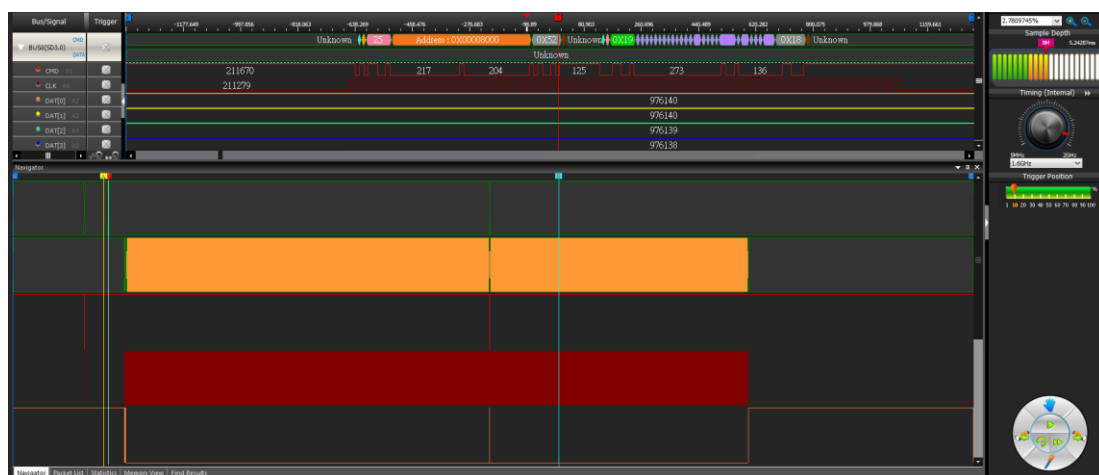 Bus/Signal Trigger
-1177.649 -997.856 -818.063 -638.269 -458.476 -278.683 -98.89 80.903 260.696 440.489 620.282 800.075 979.868 1159.661
2.7809745%
BUS0(SD3.0) CMD DATA
Unknown 25 Address : 0X00008000 0X52 Unknown 0X19 0X18 Unknown
Unknown
Sample Depth
8M 5.24287ms
CMD 211670 217 204 125 273 136
CLK 211279
DAT[0] 976140
DAT[1] 976140
DAT[2] 976139
DAT[3] 976138
Timing (Internal)
5MHz 2GHz
1.6GHz
Trigger Position
%
1 10 20 30 40 50 60 70 80 90 100
Navigator
Navigator Packet List Statistics Memory View Find Results